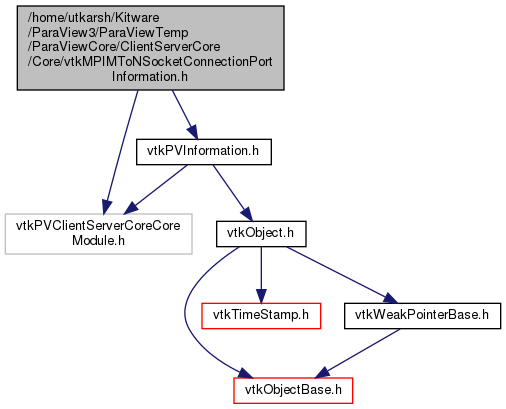 /home/utkarsh/Kitware
/ParaView3/ParaViewTemp
/ParaViewCore/ClientServerCore
/Core/vtkMPIMToNSocketConnectionPort
Information.h
vtkPVInformation.h
vtkPVClientServerCoreCore
Module.h
vtkObject.h
vtkTimeStamp.h
vtkWeakPointerBase.h
vtkObjectBase.h